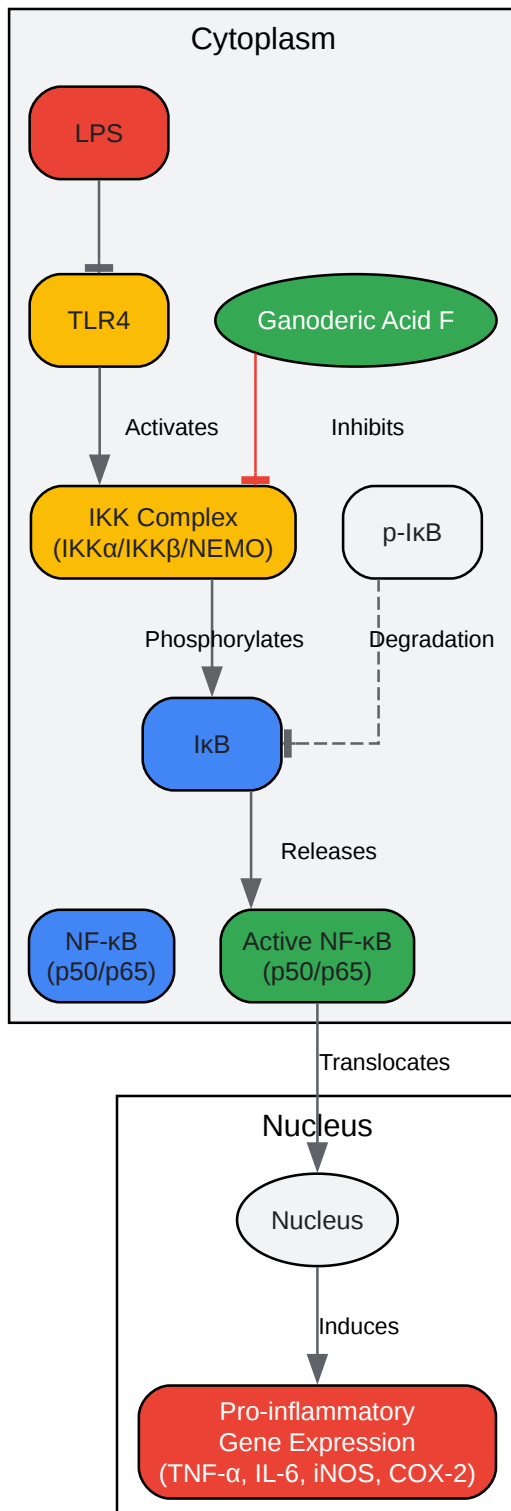 Cytoplasm
LPS
TLR4
Ganoderic Acid F
Activates
Inhibits
IKK Complex
(IKKα/IKKβ/NEMO)
p-IκB
Phosphorylates
Degradation
IκB
Releases
NF-κB
(p50/p65)
Active NF-κB
(p50/p65)
Translocates
Nucleus
Nucleus
Induces
Pro-inflammatory
Gene Expression
(TNF-α, IL-6, iNOS, COX-2)